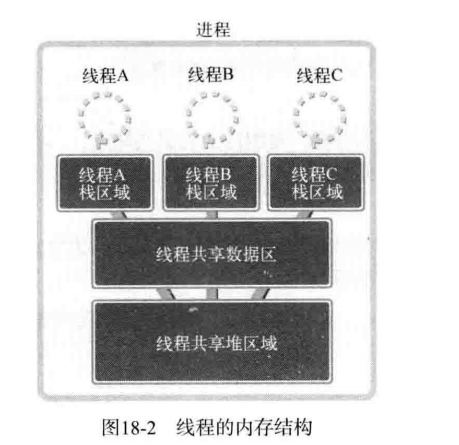 进程
线程A 线程B 线程C
线程A 线程B 线程C
栈区域 栈区域 栈区域
线程共享数据区
线程共享堆区域
图18-2 线程的内存结构